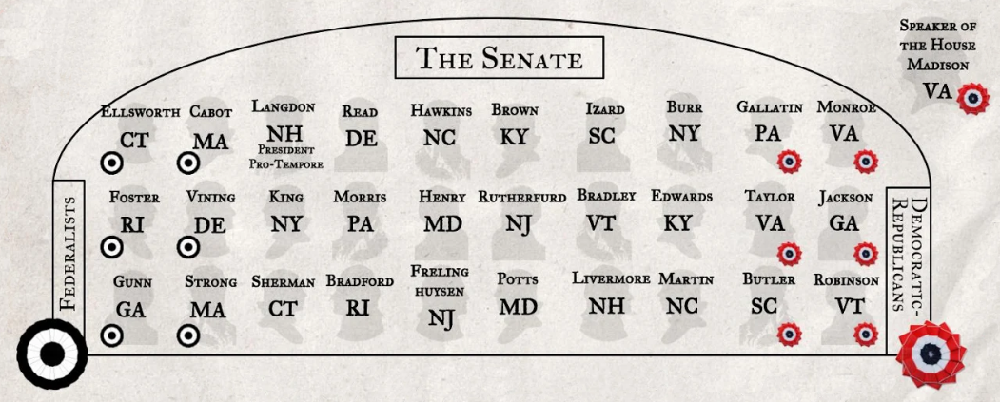 Speaker of
the House
Madison
VA
The Senate
Ellsworth Cabot Langdon Read Hawkins Brown Izard Burr Gallatin Monroe
CT MA NH DE NC KY SC NY PA VA
President
Pro-Tempore
Foster Vining King Morris Henry Rutherfurd Bradley Edwards Taylor Jackson
RI DE NY PA MD NJ VT KY VA GA
Gunn Strong Sherman Bradford Freling Potts Livermore Martin Butler Robinson
huysen
GA MA CT RI NJ MD NH NC SC VT
Federalists
Democratic-
Republicans